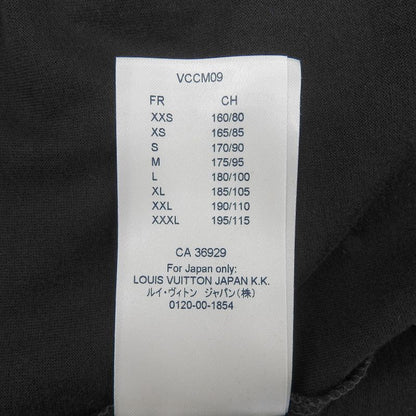 VCCM09
FR CH
XXS 160/80
XS 165/85
S 170/90
M 175/95
L 180/100
XL 185/105
XXL 190/110
XXXL 195/115
CA 36929
For Japan only:
LOUIS VUITTON JAPAN K.K.
ルイ・ヴィトン ジャパン(株)
0120-00-1854